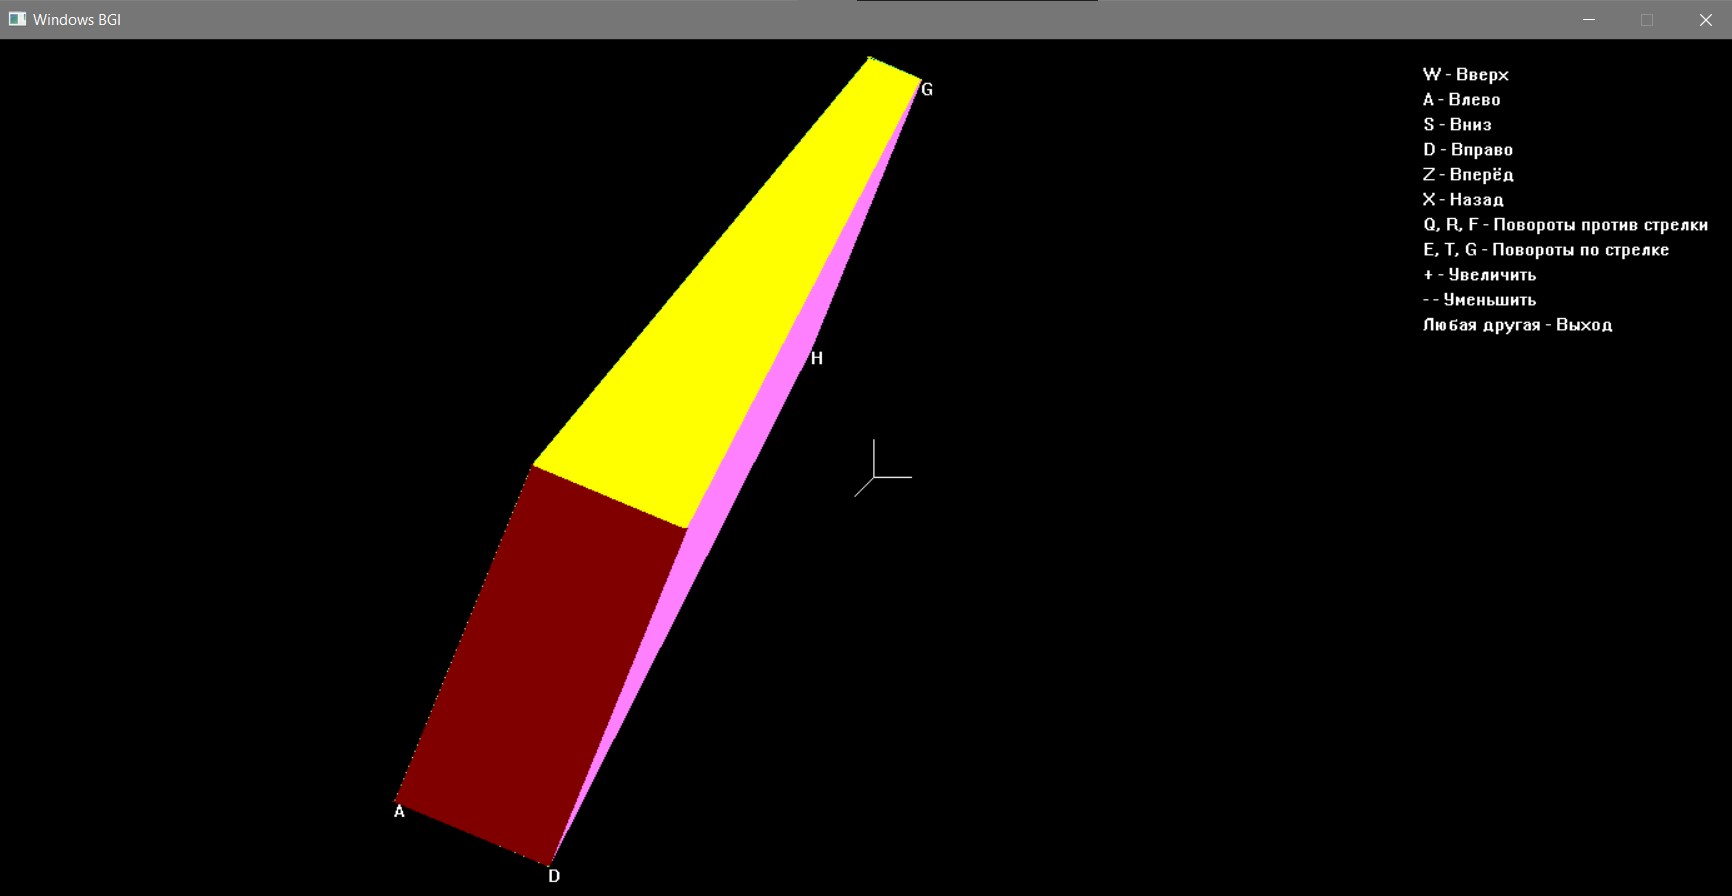 Windows BGI
G
W - Вверх
A - Влево
S - Вниз
D - Вправо
Z - Вперёд
X - Назад
Q, R, F - Повороты против стрелки
E, T, G - Повороты по стрелке
+ - Увеличить
- - Уменьшить
Любая другая - Выход
H
A
D